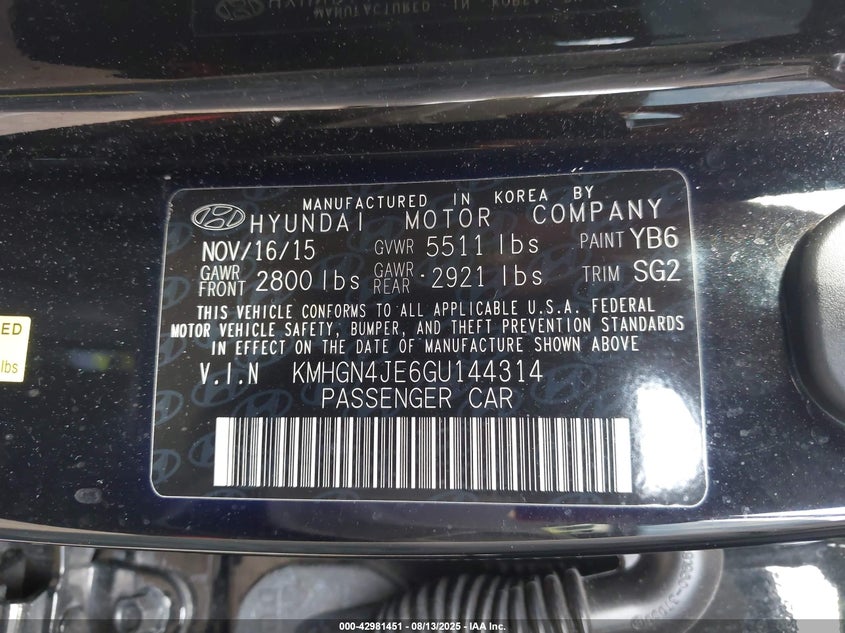 MANUFACTURED IN KOREA BY
HYUNDAI MOTOR COMPANY
NOV/16/15 GVWR 5511 lbs PAINT YB6
GAWR FRONT 2800 lbs GAWR REAR 2921 lbs TRIM SG2
THIS VEHICLE CONFORMS TO ALL APPLICABLE U.S.A. FEDERAL
MOTOR VEHICLE SAFETY, BUMPER, AND THEFT PREVENTION STANDARDS
IN EFFECT ON THE DATE OF MANUFACTURE SHOWN ABOVE
V.I.N KMHGN4JE6GU144314
PASSENGER CAR
lbs
000-42981451 - 08/13/2025 - IAA Inc.